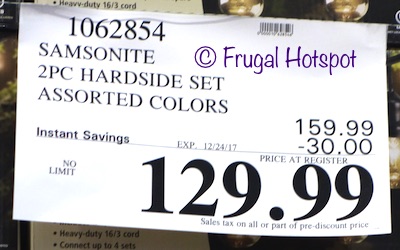 Heavy-duty 16/3 cord
1062854
SAMSONITE
2PC HARDSIDE SET
ASSORTED COLORS
© Frugal Hotspot
159.99
Instant Savings EXP. 12/24/17 -30.00
PRICE AT REGISTER
NO
LIMIT
129.99
Sales tax on all or part of pre-discount price
• Heavy-duty 16/3 cord
• Connect up to 4 sets